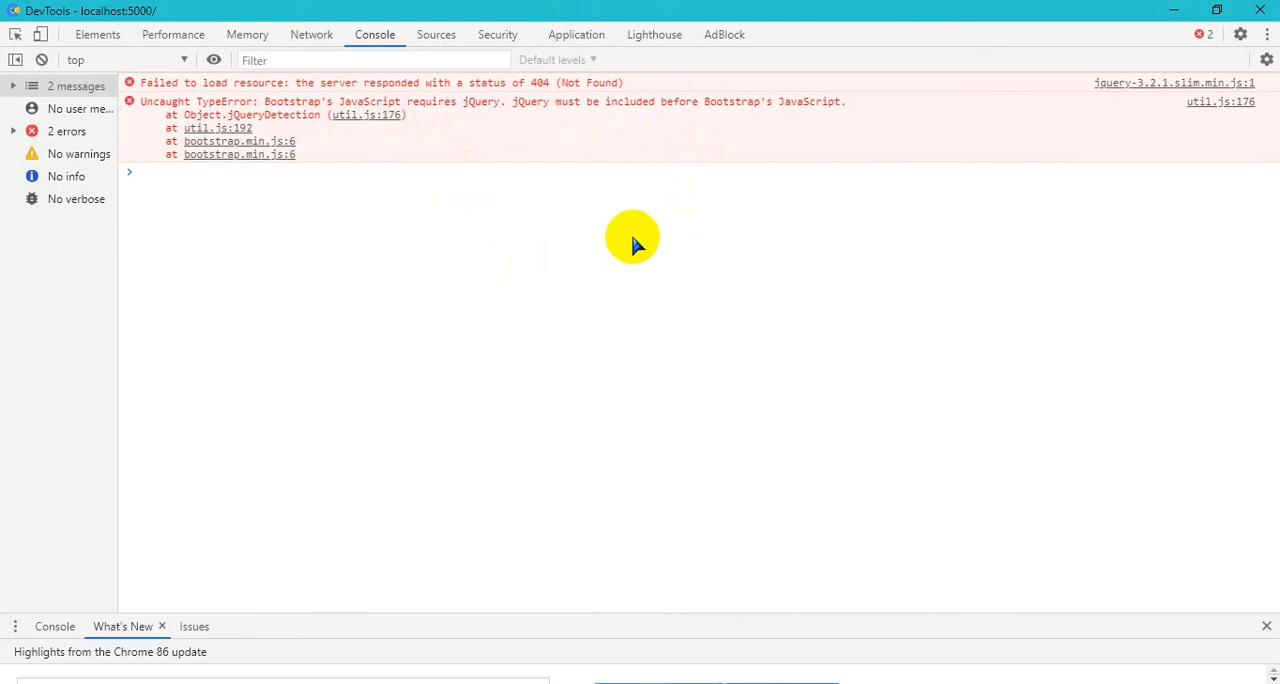 DevTools - localhost:5000/
Elements Performance Memory Network Console Sources Security Application Lighthouse AdBlock 2
top Filter Default levels
2 messages
No user me...
2 errors
No warnings
No info
No verbose
Failed to load resource: the server responded with a status of 404 (Not Found) jquery-3.2.1.slim.min.js:1
Uncaught TypeError: Bootstrap's JavaScript requires jQuery. jQuery must be included before Bootstrap's JavaScript. util.js:176
at Object.jQueryDetection (util.js:176)
at util.js:192
at bootstrap.min.js:6
at bootstrap.min.js:6
Console What's New Issues
Highlights from the Chrome 86 update